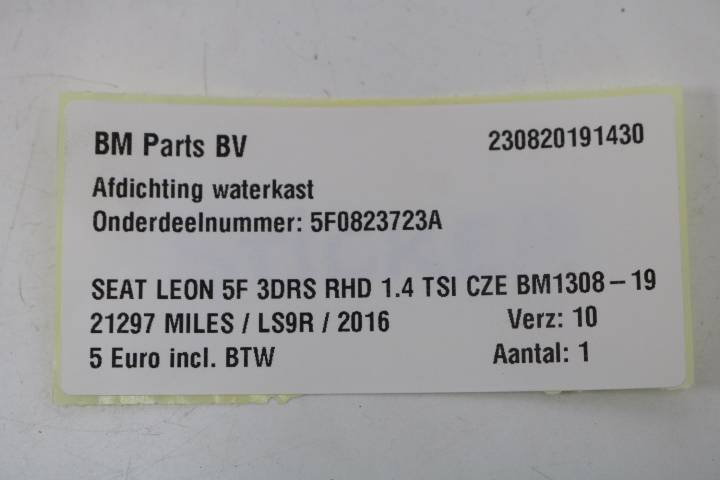 BM Parts BV 230820191430
Afdichting waterkast
Onderdeelnummer: 5F0823723A
SEAT LEON 5F 3DRS RHD 1.4 TSI CZE BM1308-19
21297 MILES / LS9R / 2016 Verz: 10
5 Euro incl. BTW Aantal: 1